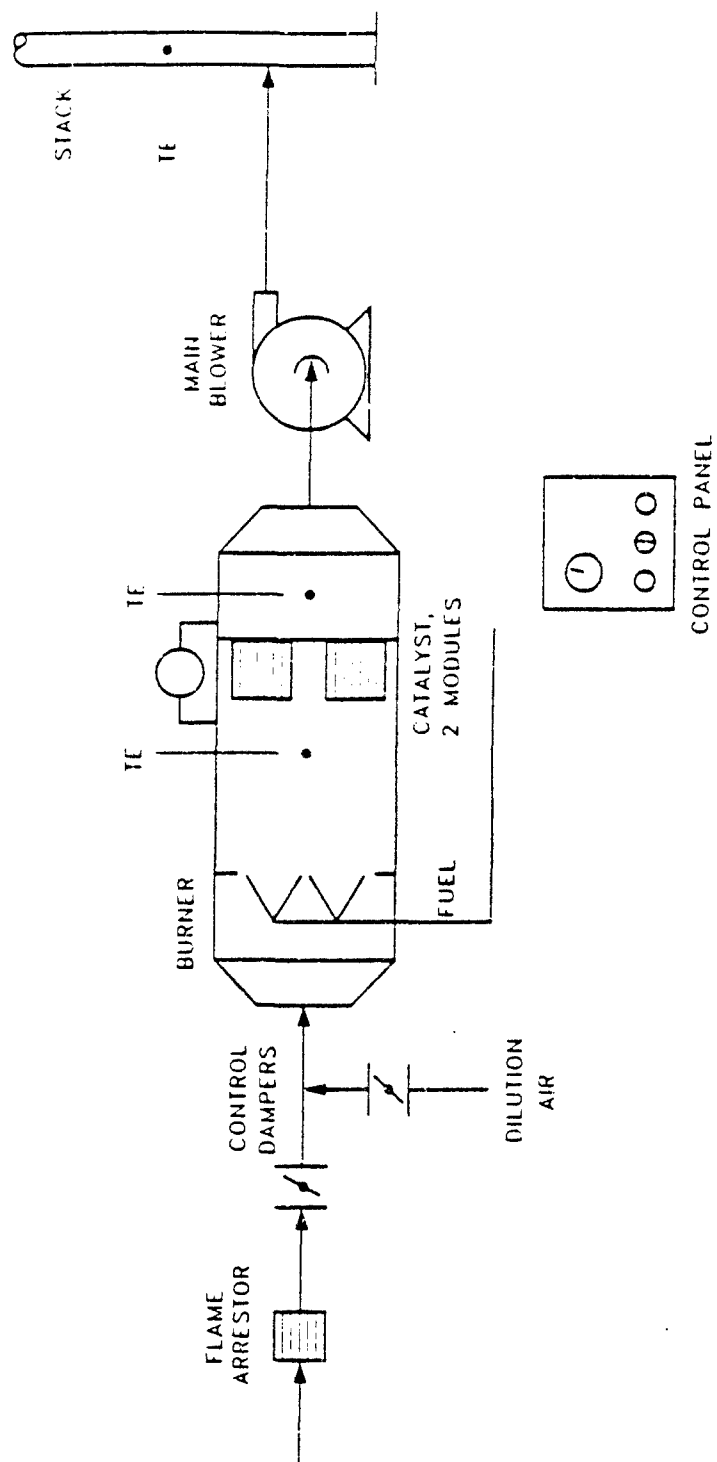 FLAME
ARRESTOR
CONTROL
DAMPERS
DILUTION
AIR
BURNER
FUEL
TE
TE
CATALYST,
2 MODULES
MAIN
BLOWER
CONTROL PANEL
STACK
TE